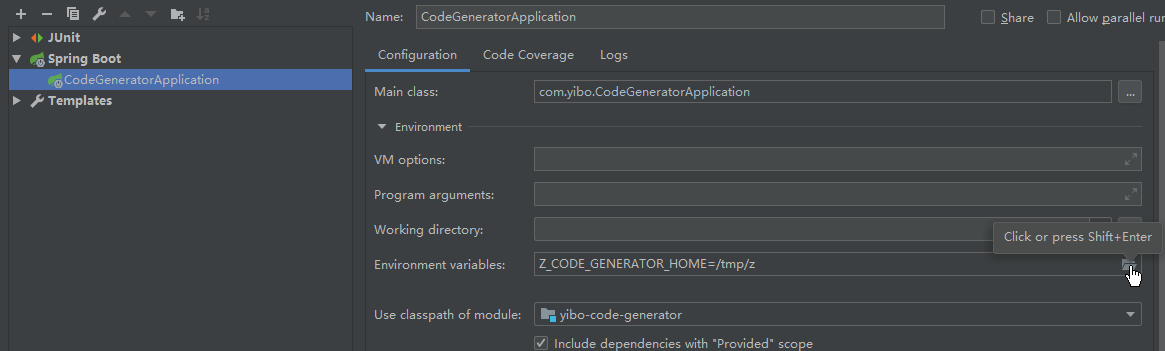 Name: CodeGeneratorApplication Share Allow parallel run
JUnit
Spring Boot
CodeGeneratorApplication
Templates
Configuration Code Coverage Logs
Main class: com.yibo.CodeGeneratorApplication ...
Environment
VM options:
Program arguments:
Working directory:
Click or press Shift+Enter
Environment variables: Z_CODE_GENERATOR_HOME=/tmp/z
Use classpath of module: yibo-code-generator
Include dependencies with "Provided" scope